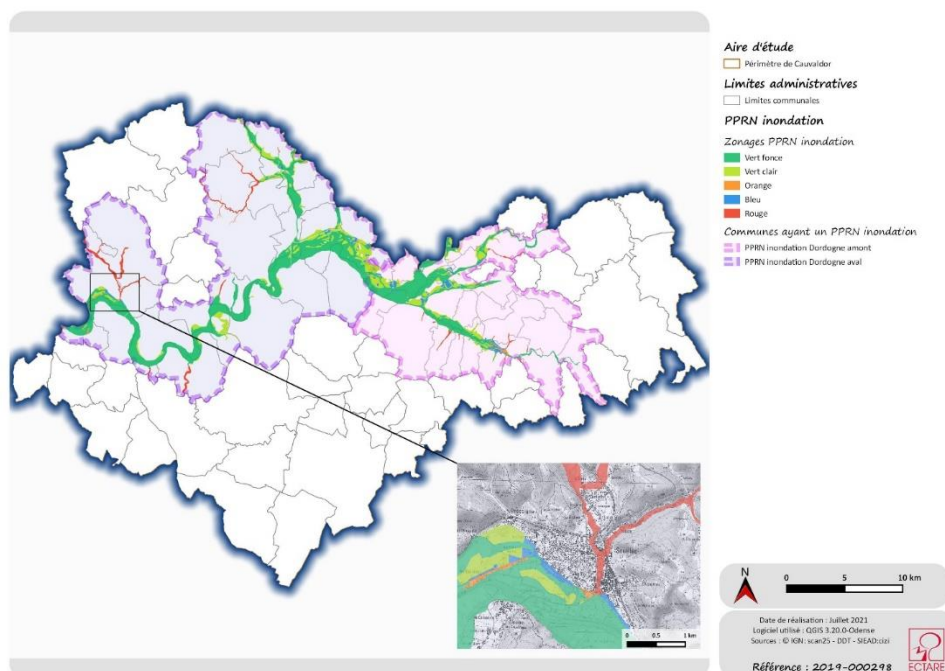 Aire d'étude
Périmètre de Cauvaldor
Limites administratives
Limites communales
PPRN inondation
Zonages PPRN inondation
Vert fonce
Vert clair
Orange
Bleu
Rouge
Communes ayant un PPRN inondation
PPRN inondation Dordogne amont
PPRN inondation Dordogne aval
0 0.5 1 km
N
0 5 10 km
Date de réalisation : Juillet 2021
Logiciel utilisé : QGIS 3.20.0-Odense
Sources : © IGN: scan25 - DDT - SIEAD:cizi
Référence : 2019-000298
ECTARE